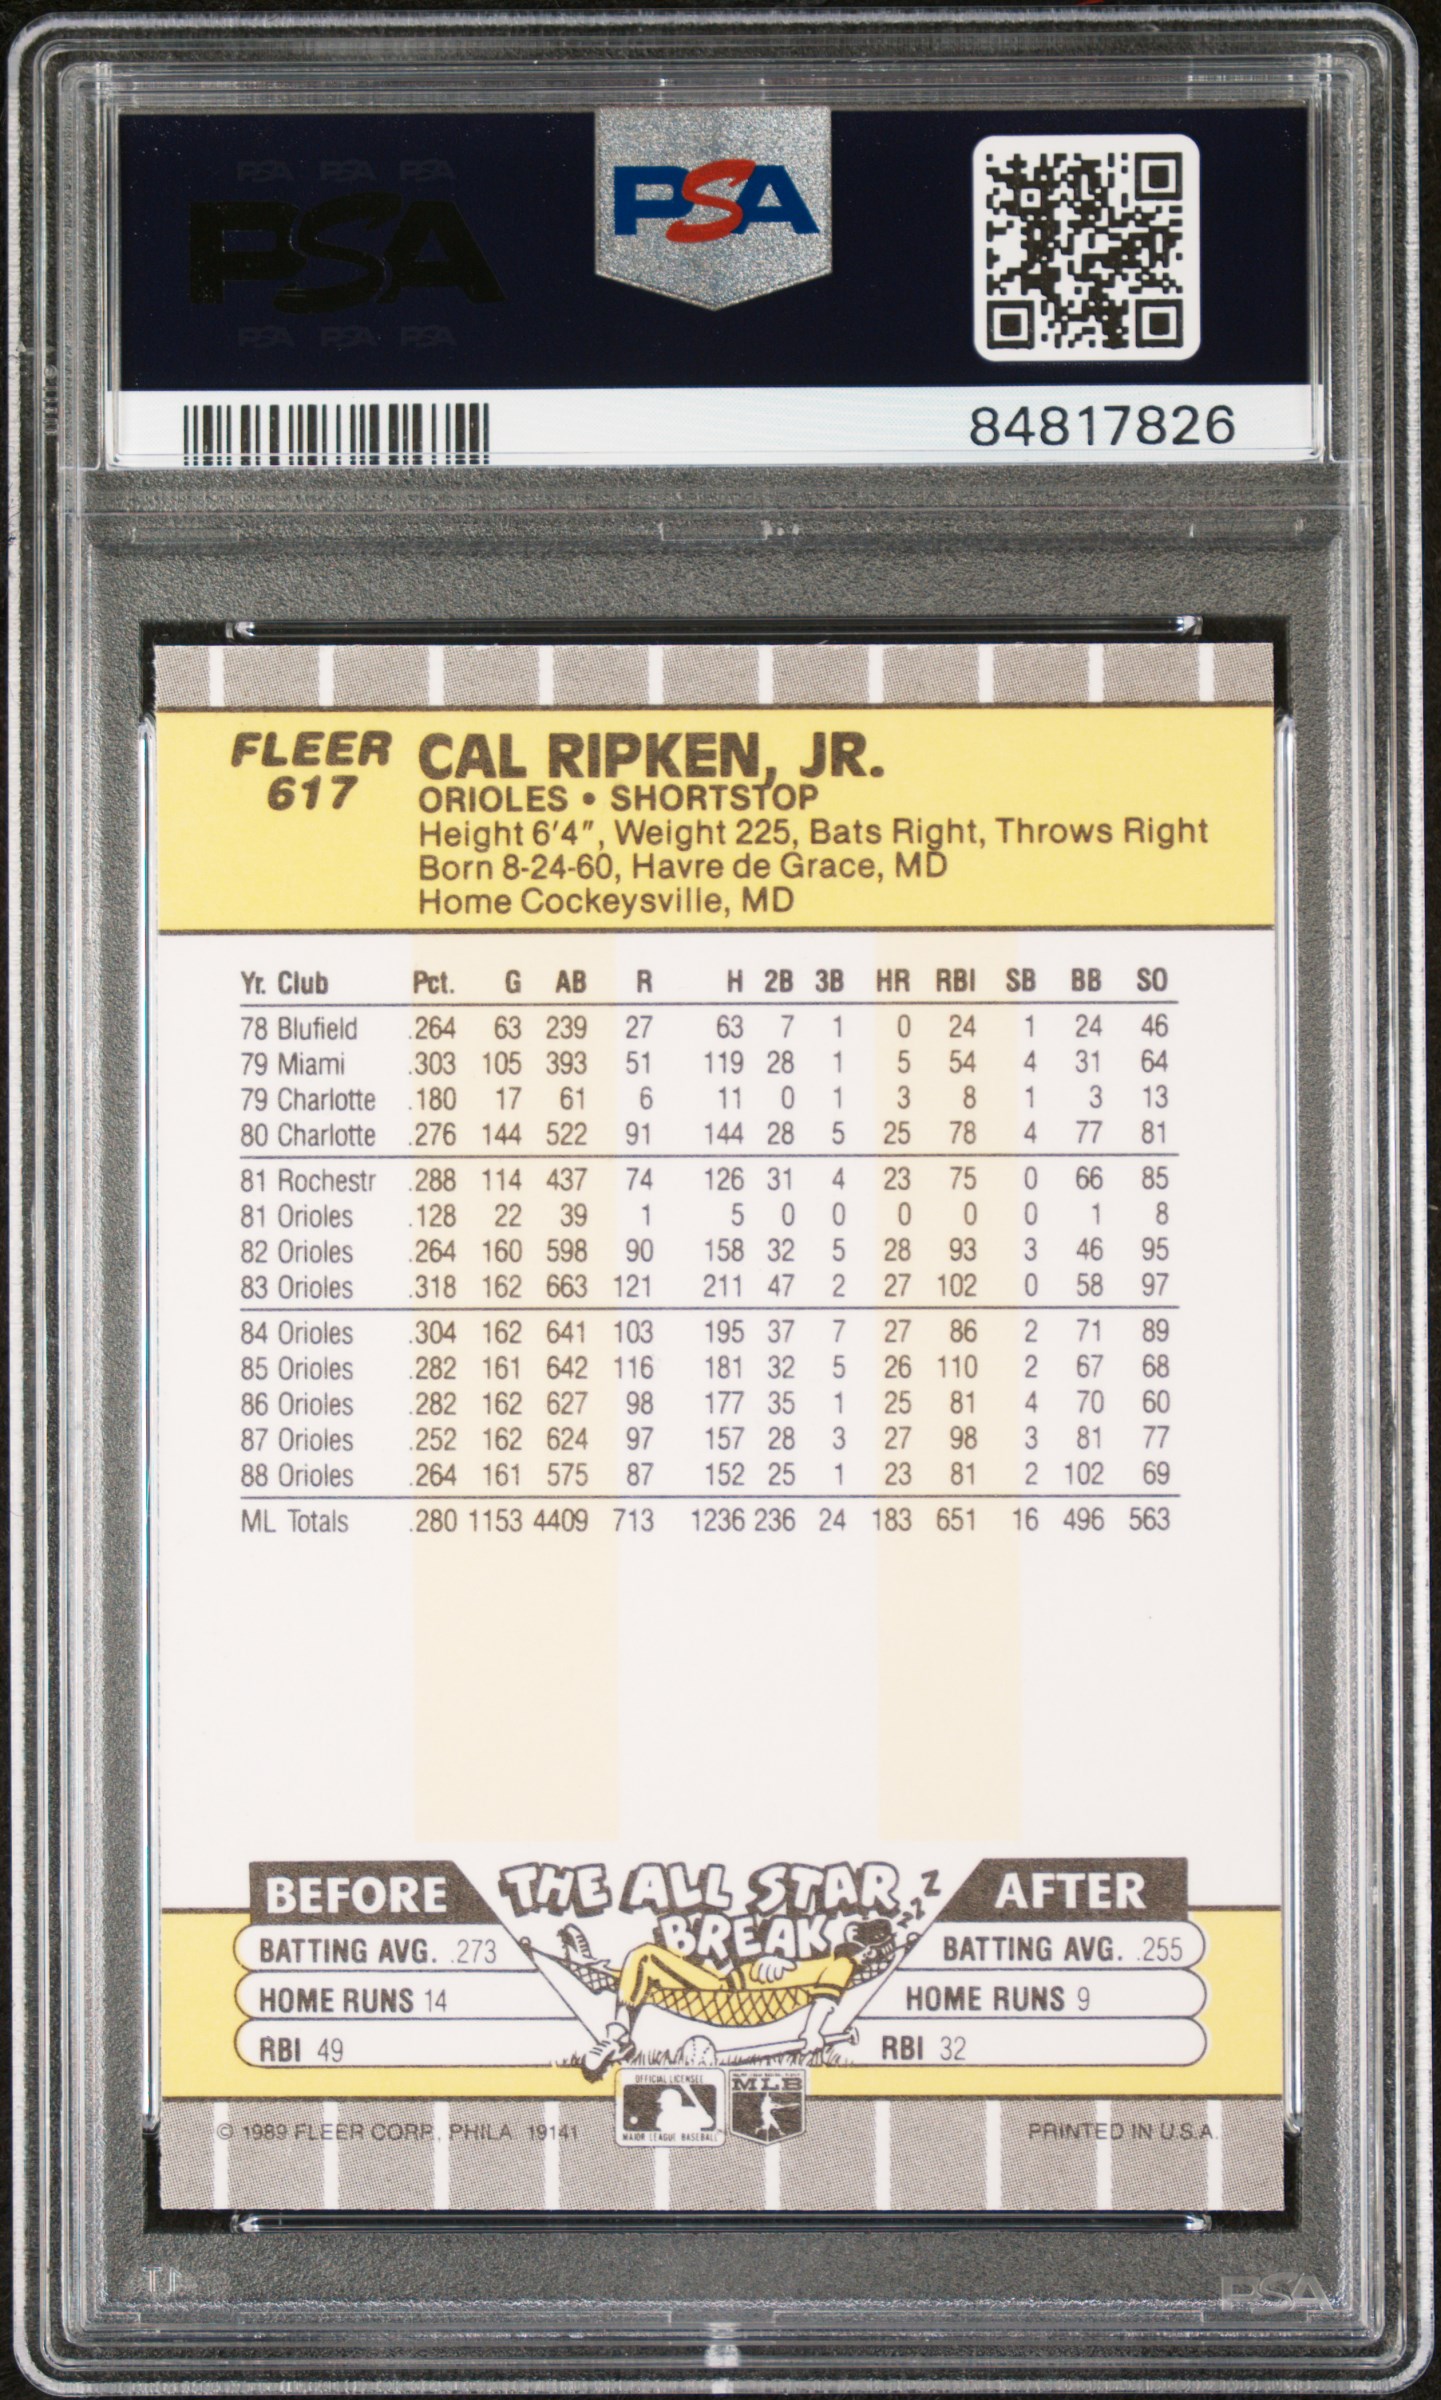 PSA PSA PSA
PSA
PSA PSA PSA
PSA
84817826
FLEER
617
CAL RIPKEN, JR.
ORIOLES • SHORTSTOP
Height 6'4", Weight 225, Bats Right, Throws Right
Born 8-24-60, Havre de Grace, MD
Home Cockeysville, MD
Yr. Club Pct. G AB R H 2B 3B HR RBI SB BB SO
78 Blufield .264 63 239 27 63 7 1 0 24 1 24 46
79 Miami .303 105 393 51 119 28 1 5 54 4 31 64
79 Charlotte .180 17 61 6 11 0 1 3 8 1 3 13
80 Charlotte .276 144 522 91 144 28 5 25 78 4 77 81
81 Rochestr .288 114 437 74 126 31 4 23 75 0 66 85
81 Orioles .128 22 39 1 5 0 0 0 0 0 1 8
82 Orioles .264 160 598 90 158 32 5 28 93 3 46 95
83 Orioles .318 162 663 121 211 47 2 27 102 0 58 97
84 Orioles .304 162 641 103 195 37 7 27 86 2 71 89
85 Orioles .282 161 642 116 181 32 5 26 110 2 67 68
86 Orioles .282 162 627 98 177 35 1 25 81 4 70 60
87 Orioles .252 162 624 97 157 28 3 27 98 3 81 77
88 Orioles .264 161 575 87 152 25 1 23 81 2 102 69
ML Totals .280 1153 4409 713 1236 236 24 183 651 16 496 563
BEFORE
BATTING AVG. .273
HOME RUNS 14
RBI 49
THE ALL STAR
BREAK
ZZZZ
AFTER
BATTING AVG. .255
HOME RUNS 9
RBI 32
OFFICIAL LICENSEE
MAJOR LEAGUE BASEBALL
MLB
© 1989 FLEER CORP., PHILA. 19141
PRINTED IN U.S.A.
PSA